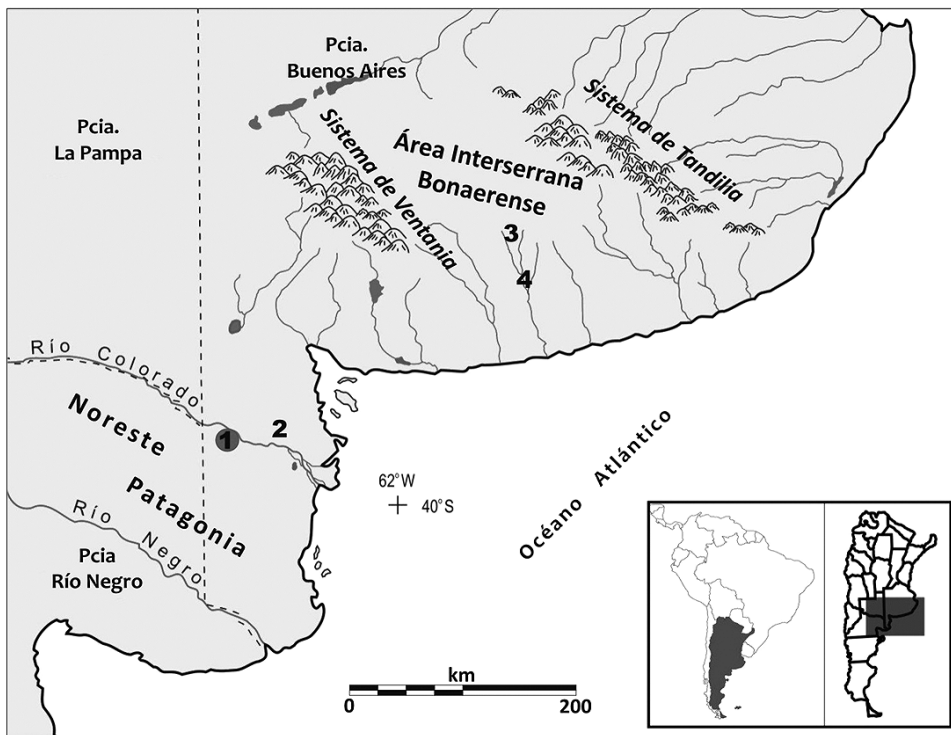 Pcia.
Buenos Aires
Pcia.
La Pampa
Sistema de Ventania
Área Interserrana
Bonaerense
Sistema de Tandilia
3
4
Río Colorado
Noreste
Patagonia
1
2
62°W
40°S
Océano Atlántico
Río Negro
Pcia
Río Negro
km
0
200